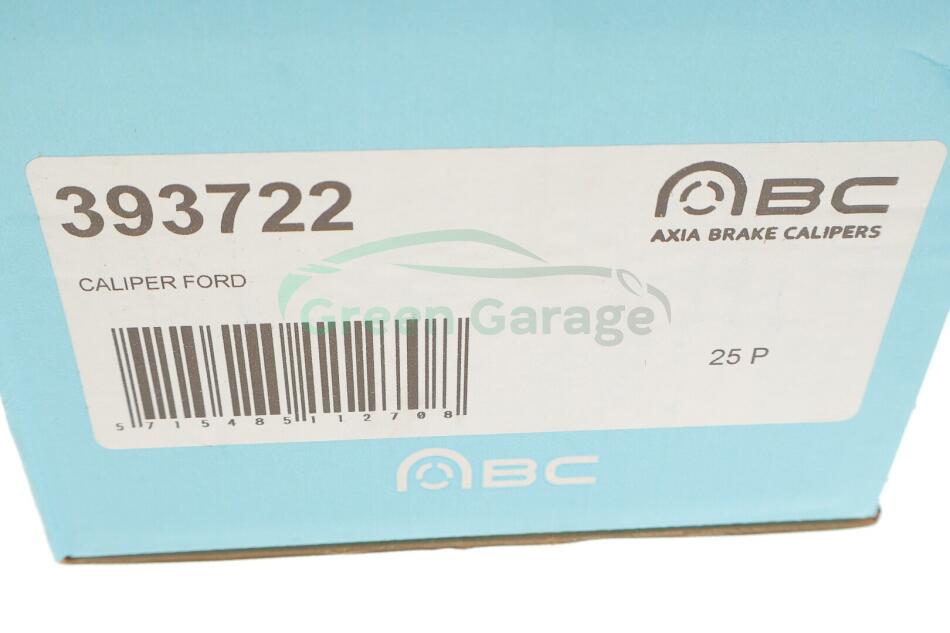 393722
ABC
AXIA BRAKE CALIPERS
CALIPER FORD
Green Garage
25 P
5715485112708
ABC